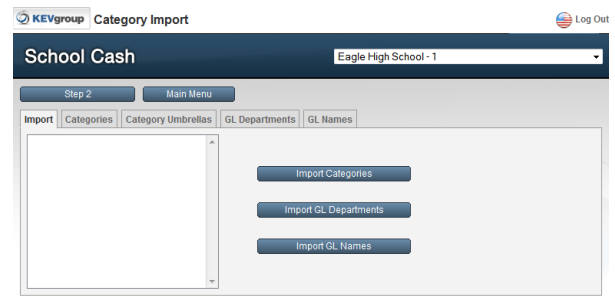 KEVgroup Category Import Log Out
School Cash Eagle High School - 1
Step 2 Main Menu
Import Categories Category Umbrellas GL Departments GL Names
Import Categories
Import GL Departments
Import GL Names